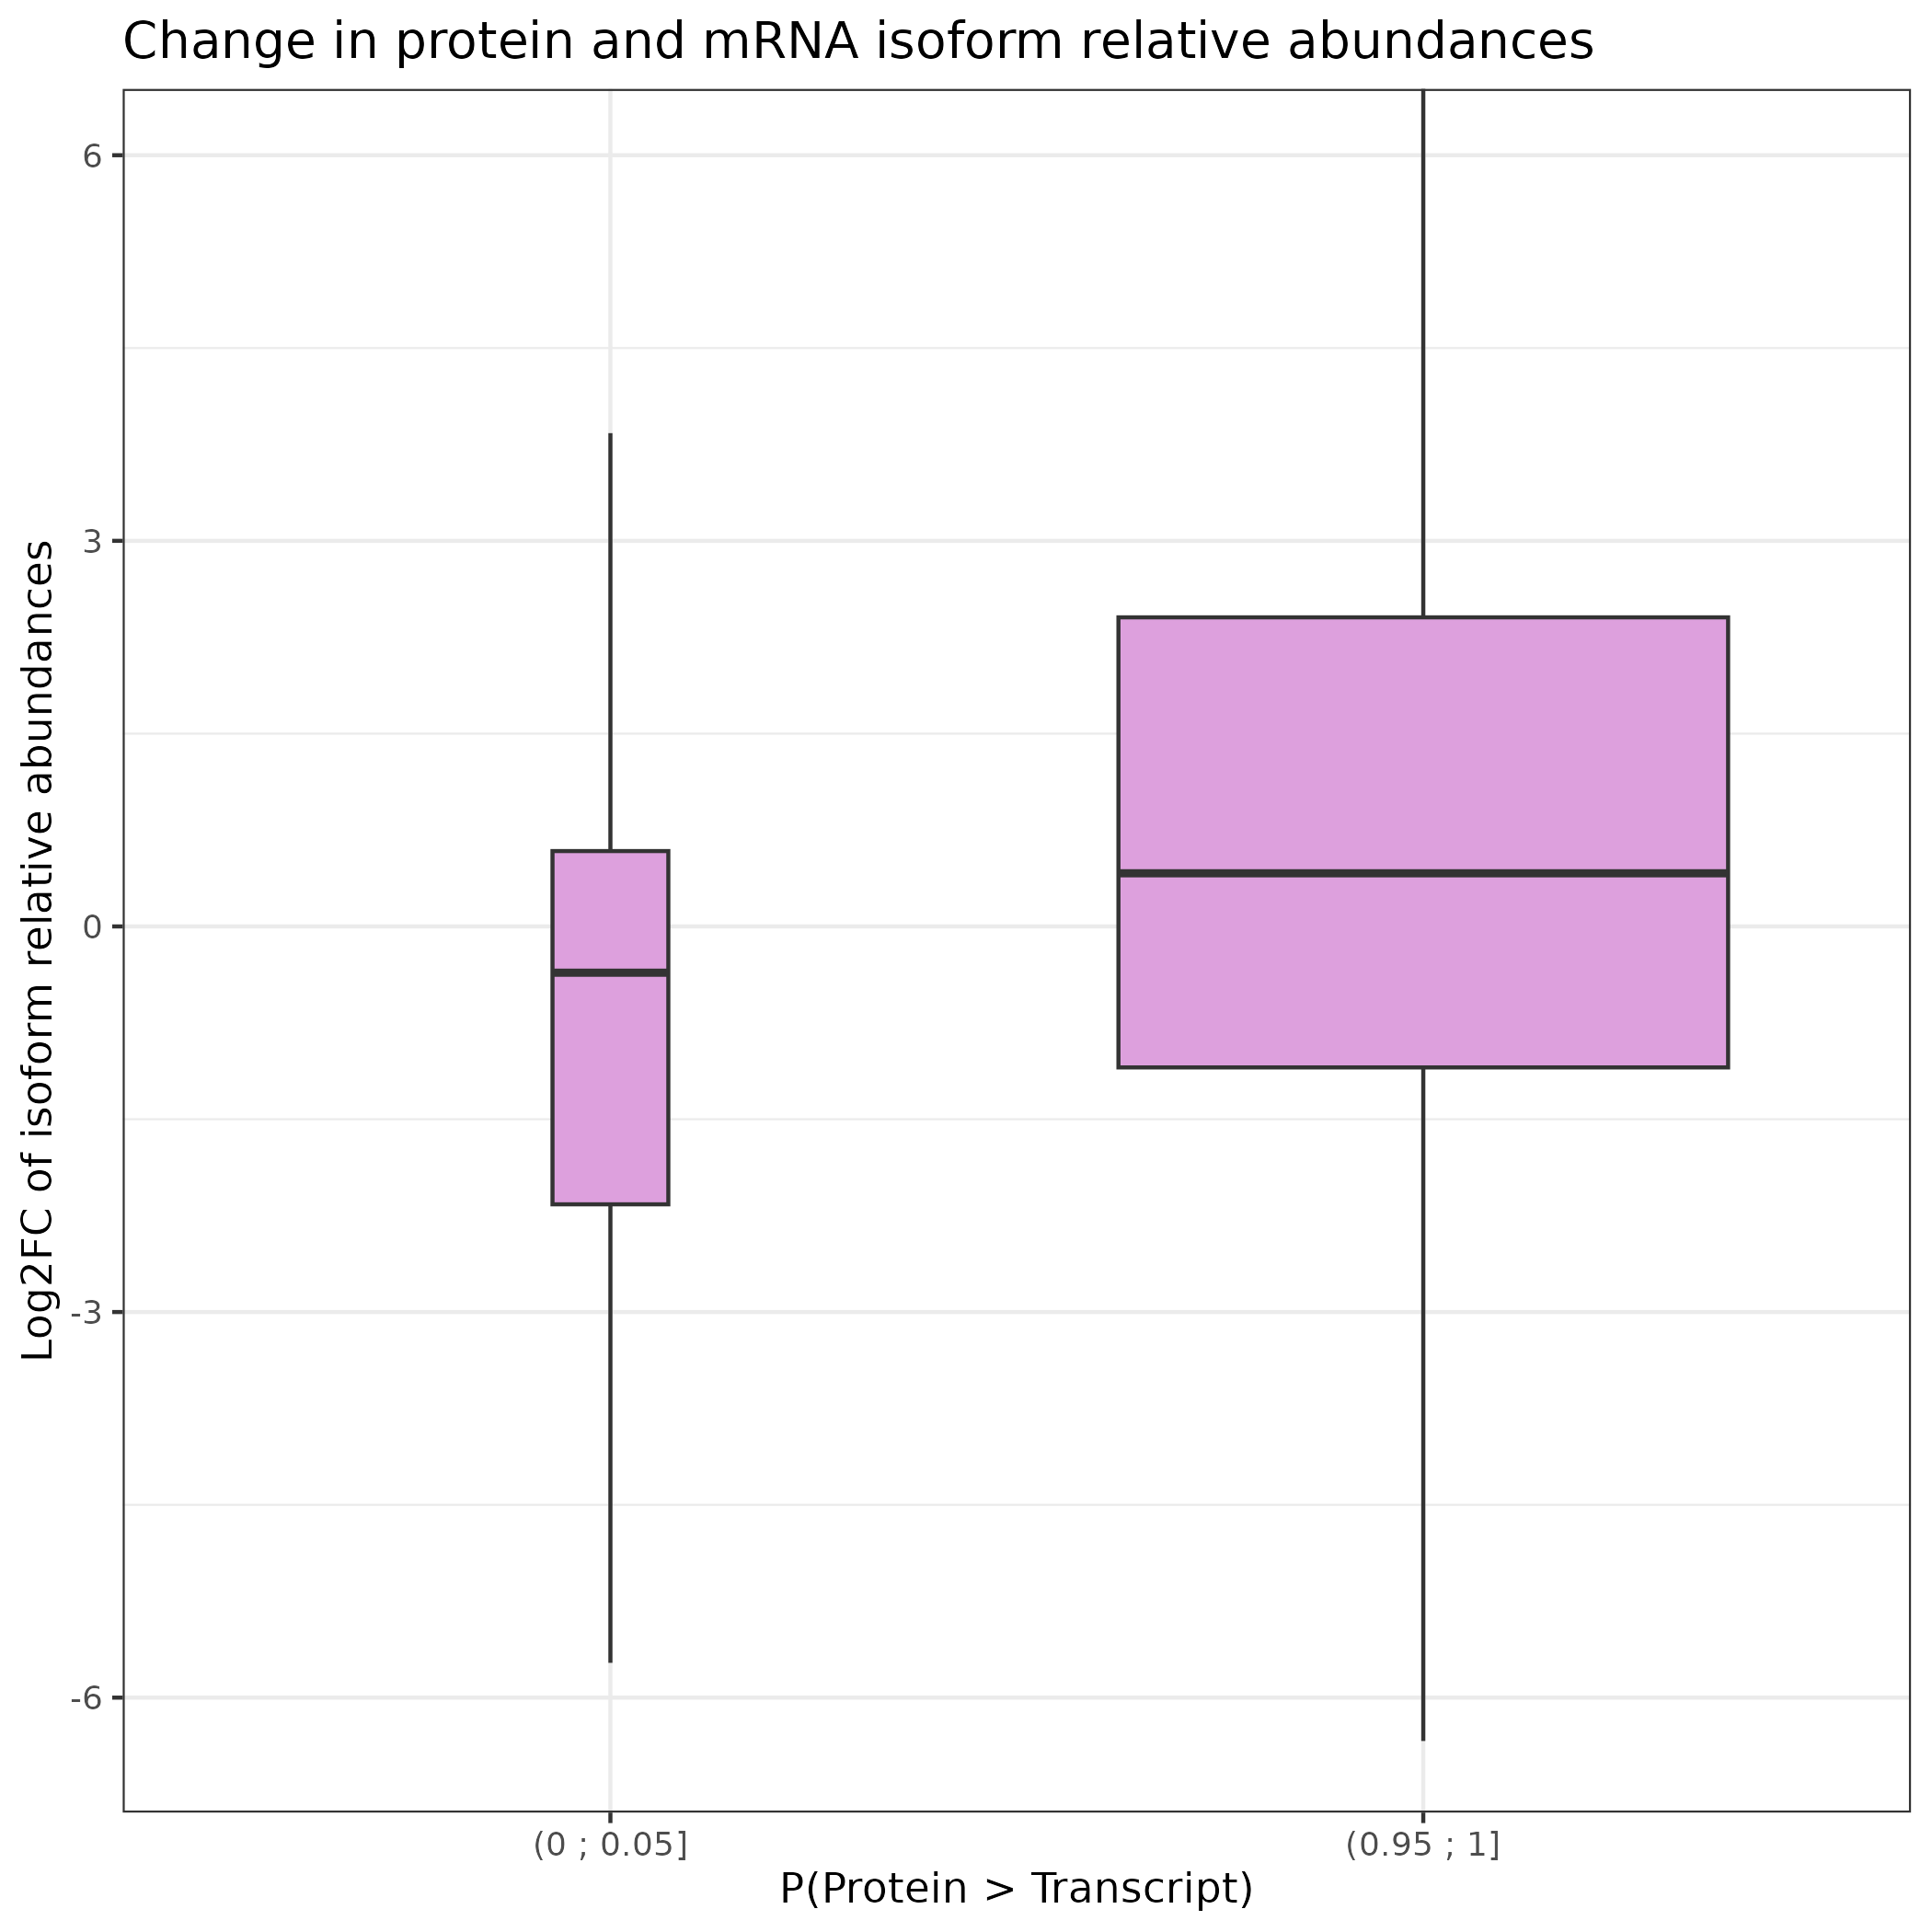 Change in protein and mRNA isoform relative abundances
Log2FC of isoform relative abundances
6
3
0
-3
-6
(0 ; 0.05]
(0.95 ; 1]
P(Protein > Transcript)